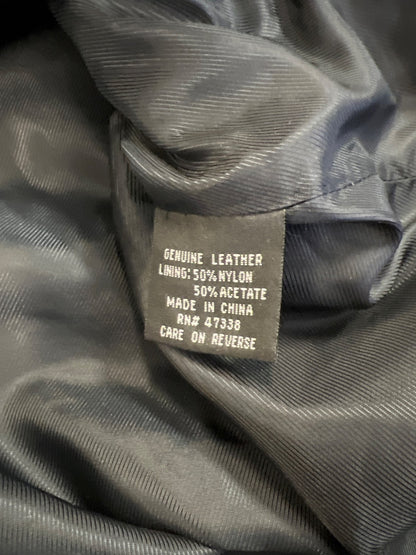 GENUINE LEATHER
LINING: 50% NYLON
50% ACETATE
MADE IN CHINA
RN# 47338
CARE ON REVERSE